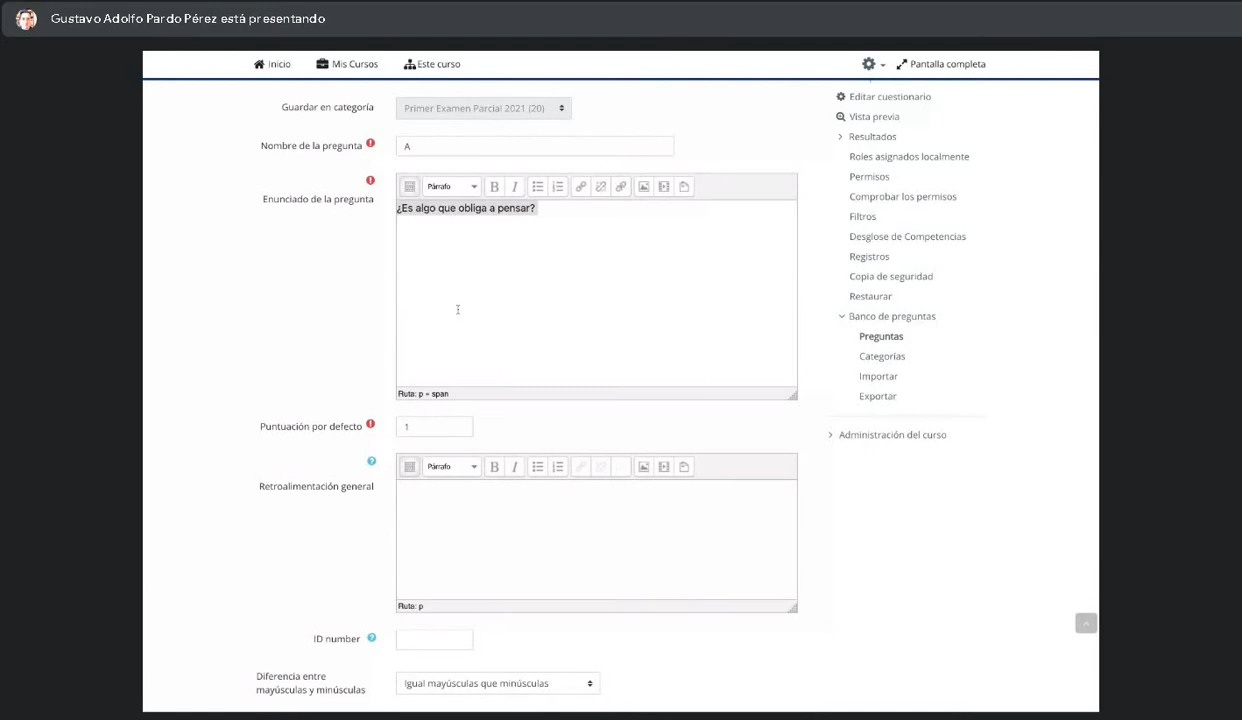 Gustavo Adolfo Pardo Pérez está presentando
Inicio Mis Cursos Este curso Pantalla completa
Guardar en categoría Primer Examen Parcial 2021 (20)
Nombre de la pregunta A
Enunciado de la pregunta
Párrafo B I
¿Es algo que obliga a pensar?
Ruta: p » span
Puntuación por defecto 1
Retroalimentación general
Párrafo B I
Ruta: p
ID number
Diferencia entre
mayúsculas y minúsculas
Igual mayúsculas que minúsculas
Editar cuestionario
Vista previa
Resultados
Roles asignados localmente
Permisos
Comprobar los permisos
Filtros
Desglose de Competencias
Registros
Copia de seguridad
Restaurar
Banco de preguntas
Preguntas
Categorías
Importar
Exportar
Administración del curso